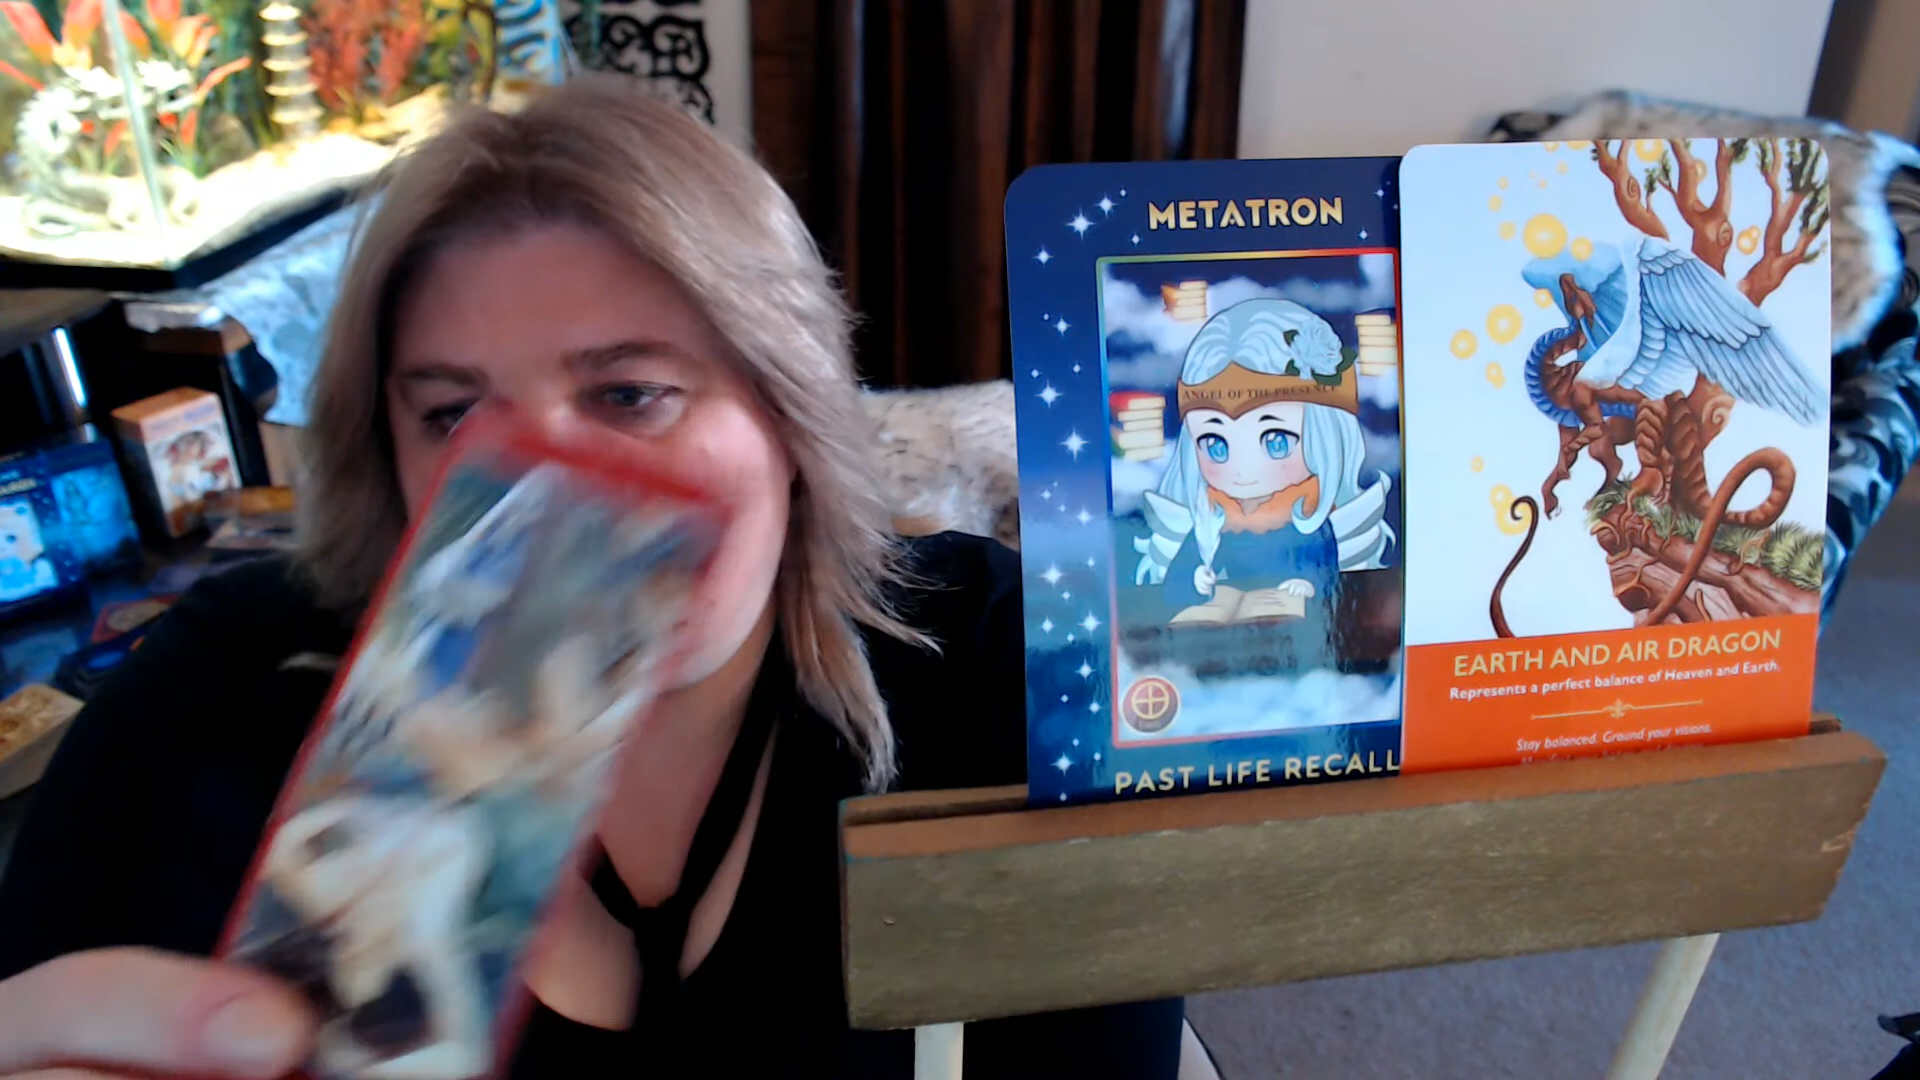 METATRON
ANGEL OF THE PRESENCE
PAST LIFE RECALL
EARTH AND AIR DRAGON
Represents a perfect balance of Heaven and Earth.
Stay balanced. Ground your visions.